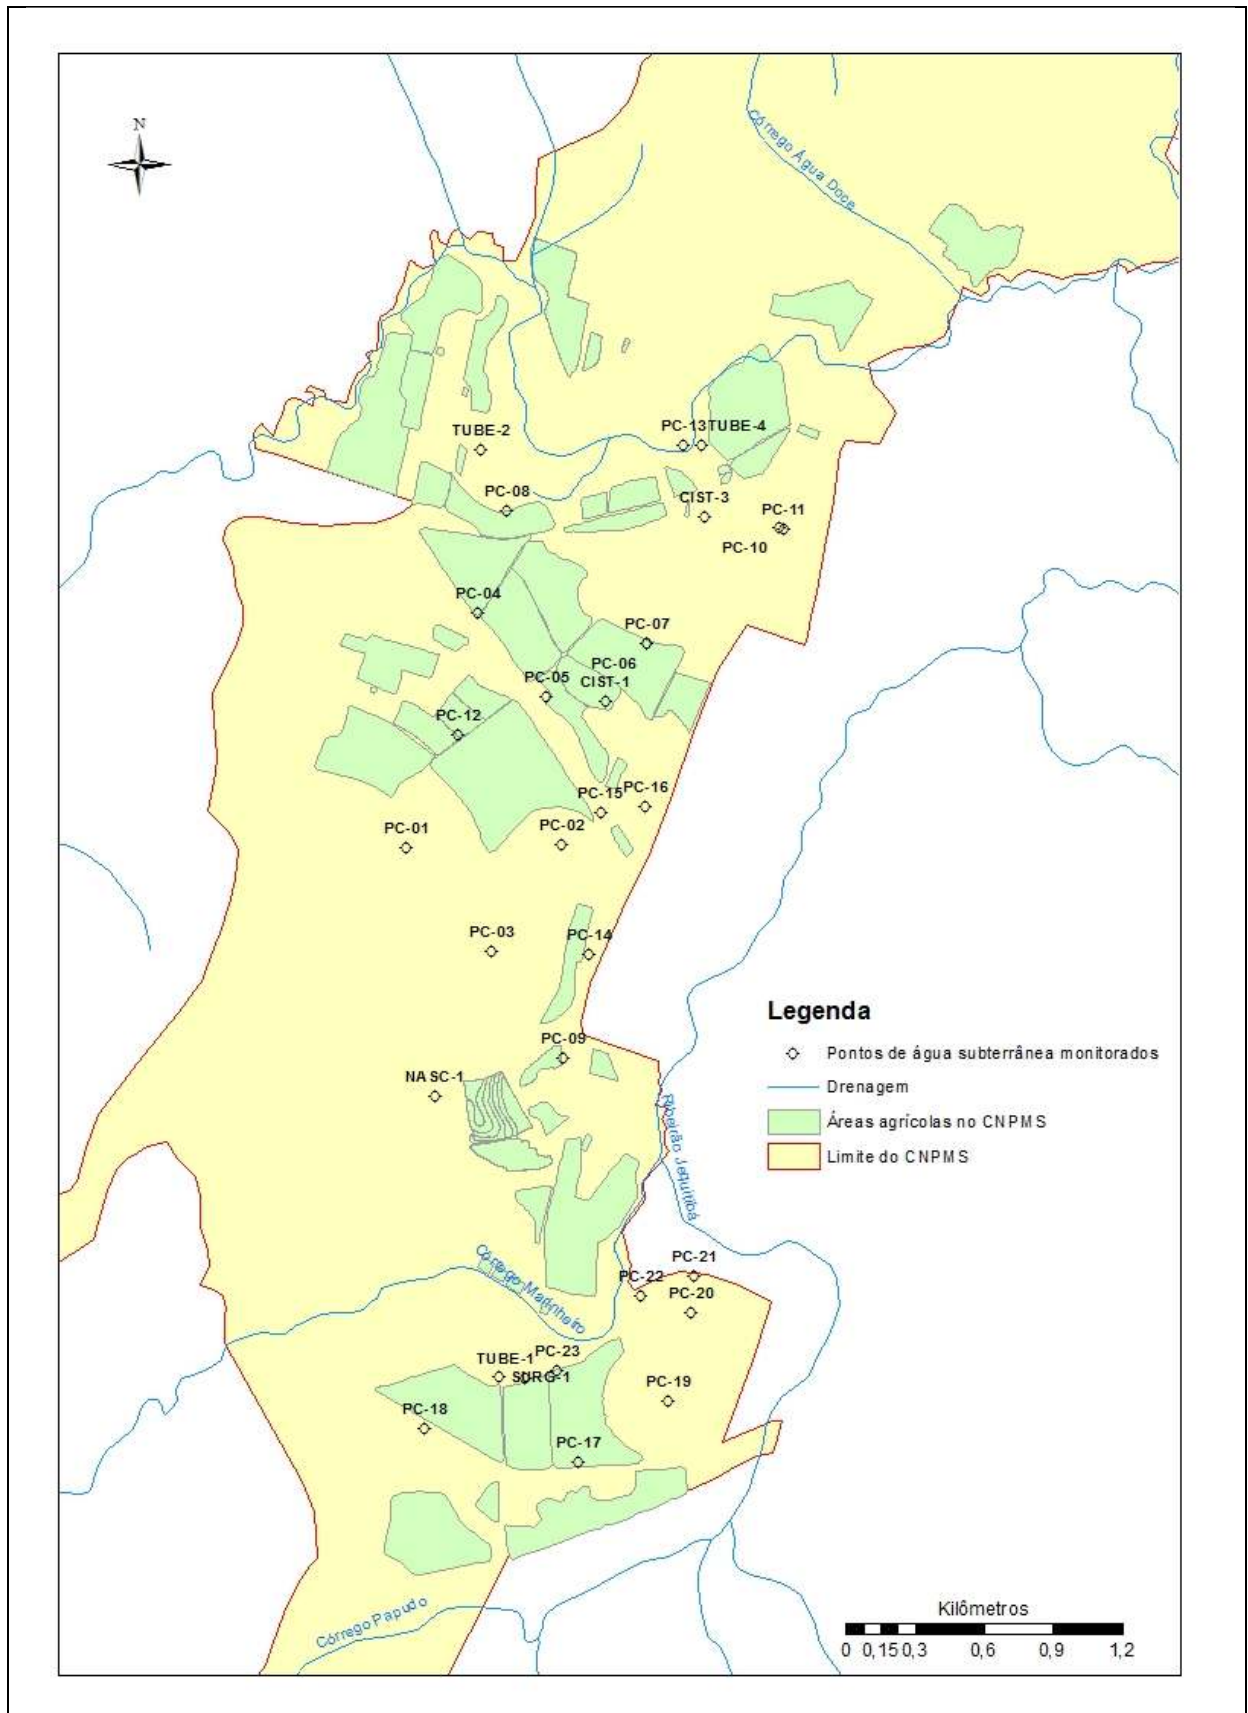 N
Córrego Água Doce
TUBE-2
PC-13 TUBE-4
PC-08
CIST-3
PC-11
PC-10
PC-04
PC-07
PC-06
PC-05
CIST-1
PC-12
PC-15
PC-16
PC-01
PC-02
PC-03
PC-14
PC-09
NASC-1
Ribeirão Jequitibá
Legenda
Pontos de água subterrânea monitorados
Drenagem
Áreas agrícolas no CNPMS
Limite do CNPMS
Córrego Marinheiro
PC-21
PC-22
PC-20
PC-23
TUBE-1
SURG-1
PC-19
PC-18
PC-17
Córrego Papudo
Kilômetros
0 0,15 0,3 0,6 0,9 1,2